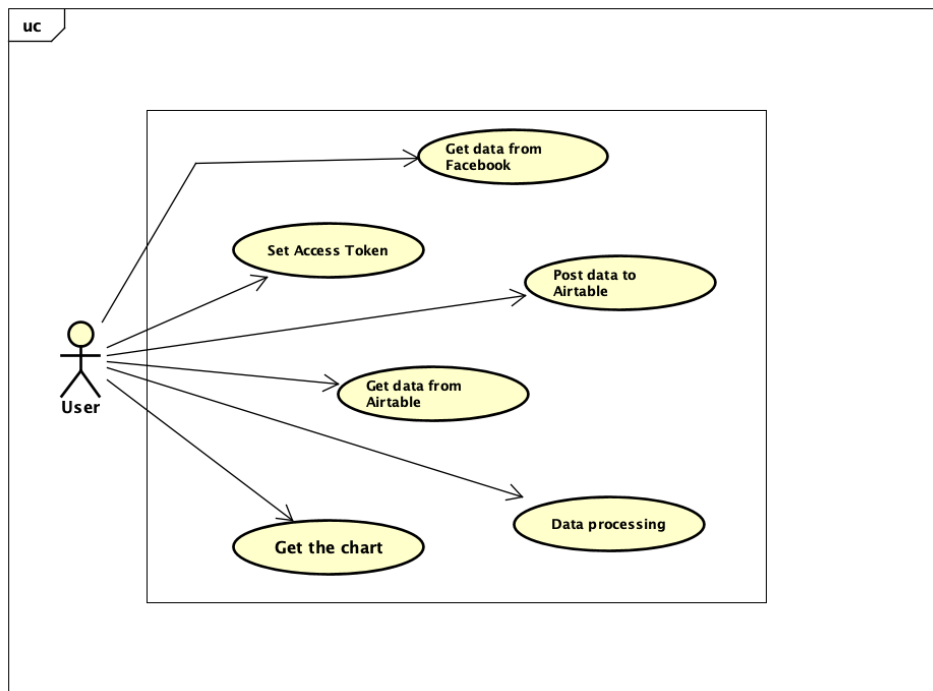 uc
Get data from
Facebook
Set Access Token
Post data to
Airtable
User
Get data from
Airtable
Get the chart
Data processing